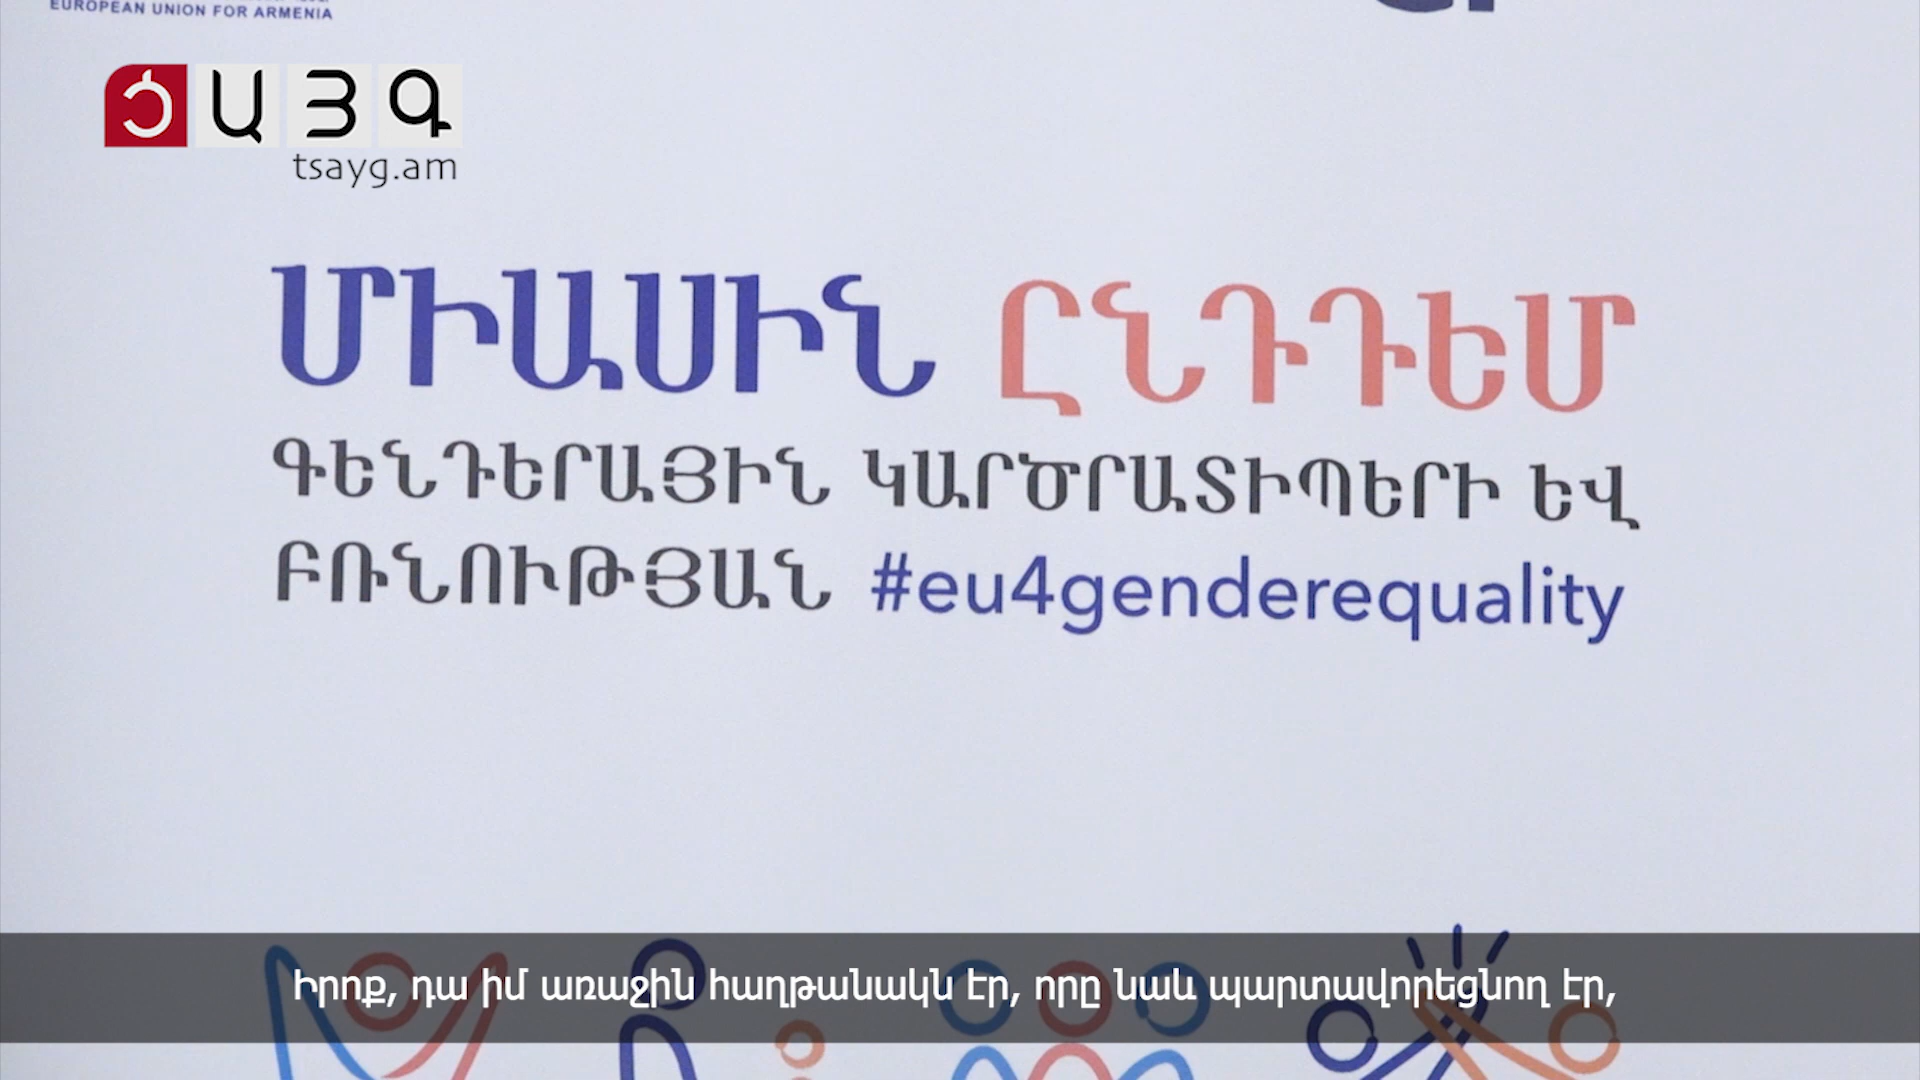 EUROPEAN UNION FOR ARMENIA
ԾԱՅԳ
tsayg.am
ՄԻԱՍԻՆ ԸՆԴԴԵՄ
ԳԵՆԴԵՐԱՅԻՆ ԿԱՐԾՐԱՏԻՊԵՐԻ ԵՎ
ԲՌՆՈՒԹՅԱՆ #eu4genderequality
Իրոք, դա իմ առաջին հաղթանակն էր, որը նաև պարտավորեցնող էր,